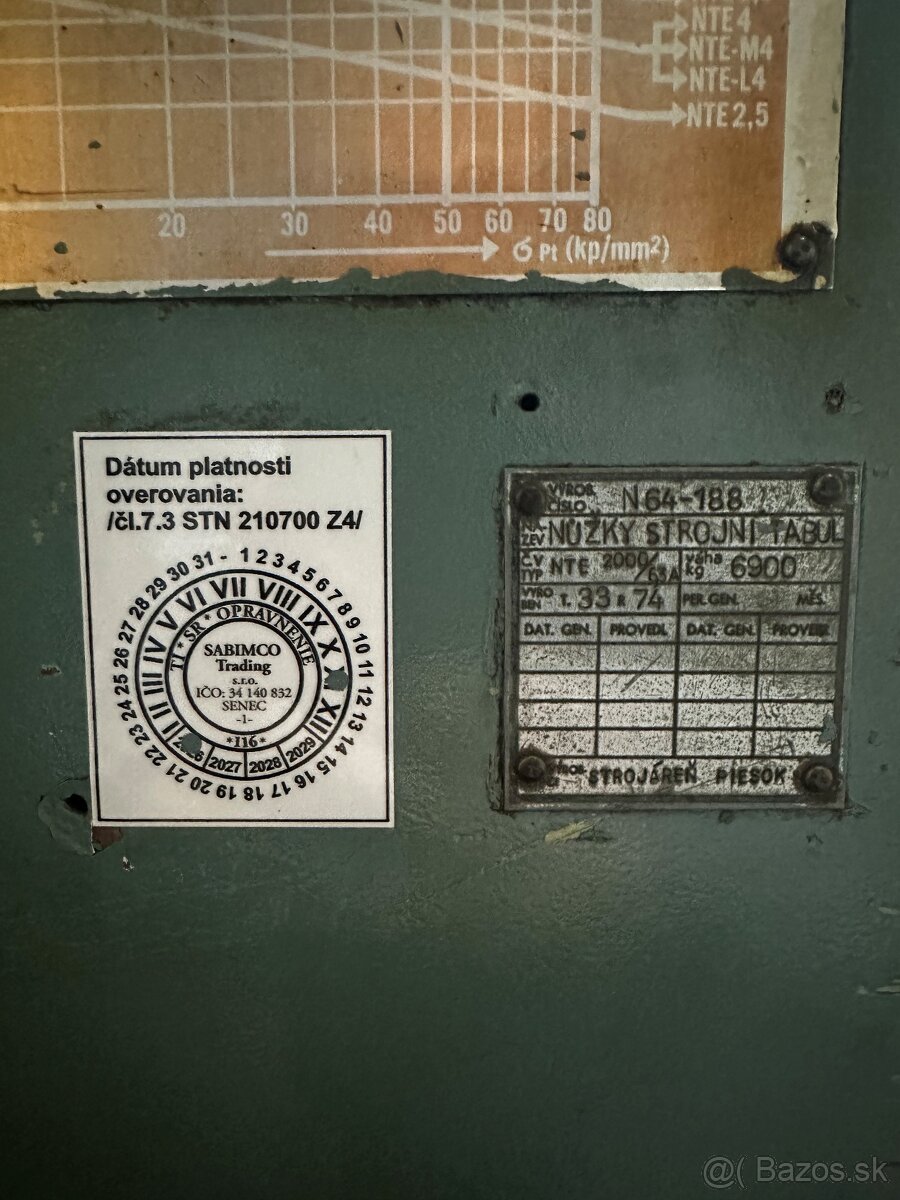 NTE 4
NTE-M4
NTE-L4
NTE 2,5
20 30 40 50 60 70 80
σ Pt (kp/mm²)
Dátum platnosti
overovania:
/čl.7.3 STN 210700 Z4/
1 2 3 4 5 6 7 8 9 10 11 12 13 14 15 16 17 18 19 20 21 22 23 24 25 26 27 28 29 30 31 -
II III IV V VI VII VIII IX X XII
TI * SR * OPRAVNENIE
SABIMCO
Trading
s.r.o.
IČO: 34 140 832
SENEC
-1-
*116*
2027 2028 2029
VÝROB. ČÍSLO N 64-188
NÁZEV NŮŽKY STROJNÍ TABUL
Č.V. TYP NTE 2000/63A váha kg 6900
VYROBEN T. 33 R 74 PER. GEN. MĚS.
DAT. GEN. PROVEDL DAT. GEN. PROVEDL
STROJÁREŇ PIESOK
@( Bazos.sk